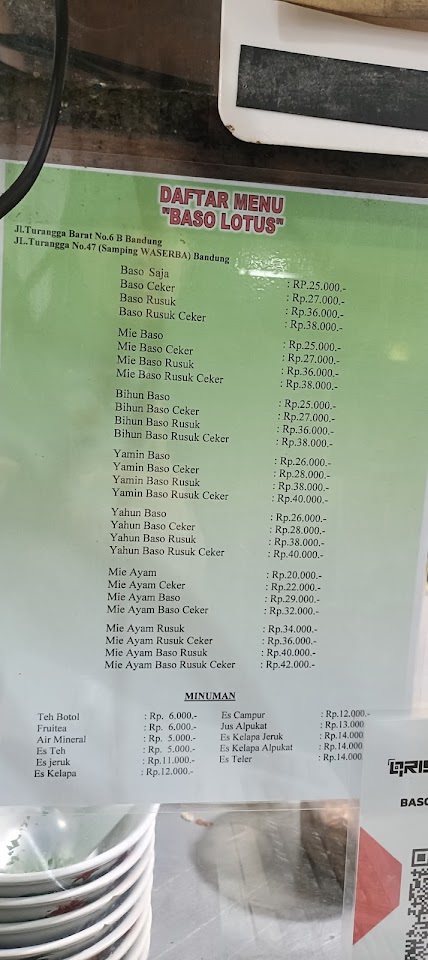 DAFTAR MENU
"BASO LOTUS"
Jl.Turangga Barat No.6 B Bandung
JL.Turangga No.47 (Samping WASERBA) Bandung
Baso Saja : RP.25.000.-
Baso Ceker : Rp.27.000.-
Baso Rusuk : Rp.36.000.-
Baso Rusuk Ceker : Rp.38.000.-
Mie Baso : Rp.25.000.-
Mie Baso Ceker : Rp.27.000.-
Mie Baso Rusuk : Rp.36.000.-
Mie Baso Rusuk Ceker : Rp.38.000.-
Bihun Baso : Rp.25.000.-
Bihun Baso Ceker : Rp.27.000.-
Bihun Baso Rusuk : Rp.36.000.-
Bihun Baso Rusuk Ceker : Rp.38.000.-
Yamin Baso : Rp.26.000.-
Yamin Baso Ceker : Rp.28.000.-
Yamin Baso Rusuk : Rp.38.000.-
Yamin Baso Rusuk Ceker : Rp.40.000.-
Yahun Baso : Rp.26.000.-
Yahun Baso Ceker : Rp.28.000.-
Yahun Baso Rusuk : Rp.38.000.-
Yahun Baso Rusuk Ceker : Rp.40.000.-
Mie Ayam : Rp.20.000.-
Mie Ayam Ceker : Rp.22.000.-
Mie Ayam Baso : Rp.29.000.-
Mie Ayam Baso Ceker : Rp.32.000.-
Mie Ayam Rusuk : Rp.34.000.-
Mie Ayam Rusuk Ceker : Rp.36.000.-
Mie Ayam Baso Rusuk : Rp.40.000.-
Mie Ayam Baso Rusuk Ceker : Rp.42.000.-
MINUMAN
Teh Botol : Rp. 6.000.- Es Campur : Rp.12.000.-
Fruitea : Rp. 6.000.- Jus Alpukat : Rp.13.000
Air Mineral : Rp. 5.000.- Es Kelapa Jeruk : Rp.14.000
Es Teh : Rp. 5.000.- Es Kelapa Alpukat : Rp.14.000
Es jeruk : Rp.11.000.- Es Teler : Rp.14.000
Es Kelapa : Rp.12.000.-
QRIS
BASO